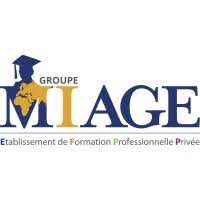 GROUPE
MIAGE
Etablissement de Formation Professionnelle Privée